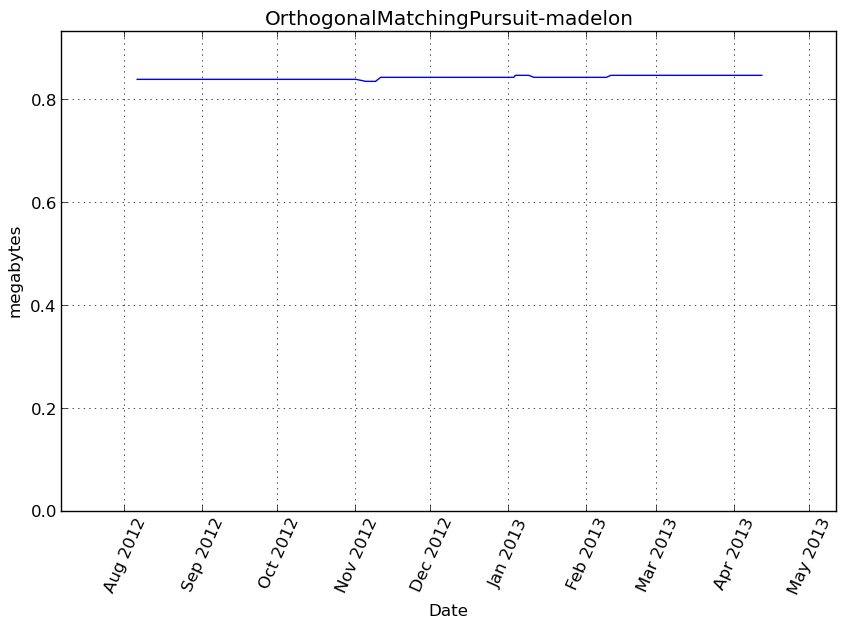 OrthogonalMatchingPursuit-madelon
megabytes
0.8
0.6
0.4
0.2
0.0
Aug 2012
Sep 2012
Oct 2012
Nov 2012
Dec 2012
Jan 2013
Feb 2013
Mar 2013
Apr 2013
May 2013
Date